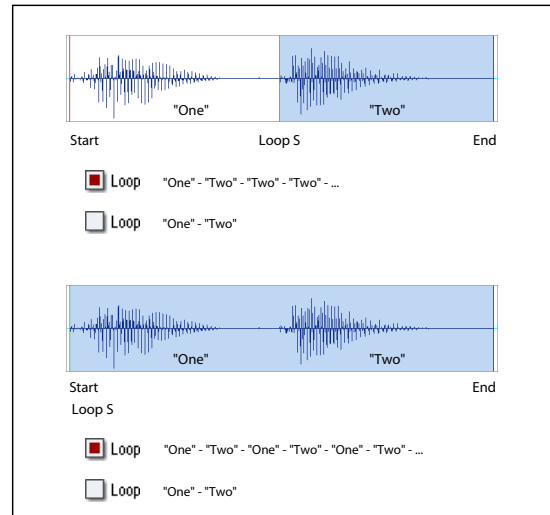 "One" "Two"
Start Loop S End
Loop "One" - "Two" - "Two" - "Two" - ...
Loop "One" - "Two"
"One" "Two"
Start End
Loop S
Loop "One" - "Two" - "One" - "Two" - "One" - "Two" - ...
Loop "One" - "Two"